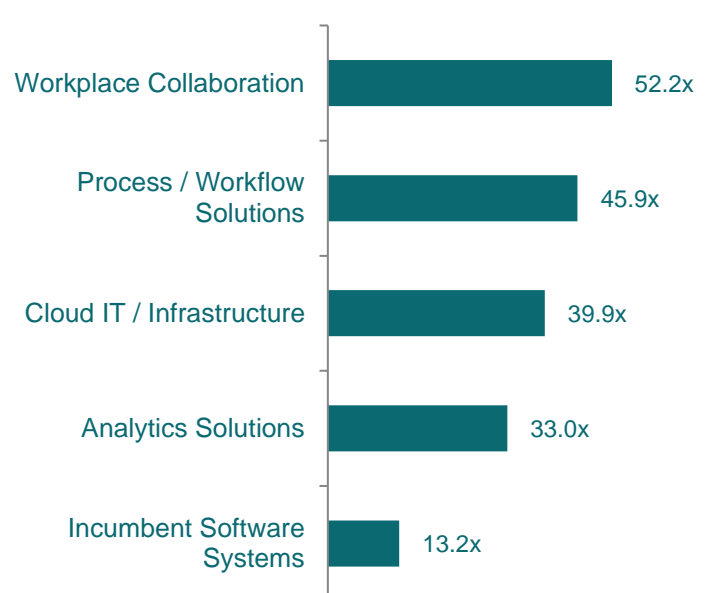 Workplace Collaboration
52.2x
Process / Workflow
Solutions
45.9x
Cloud IT / Infrastructure
39.9x
Analytics Solutions
33.0x
Incumbent Software
Systems
13.2x